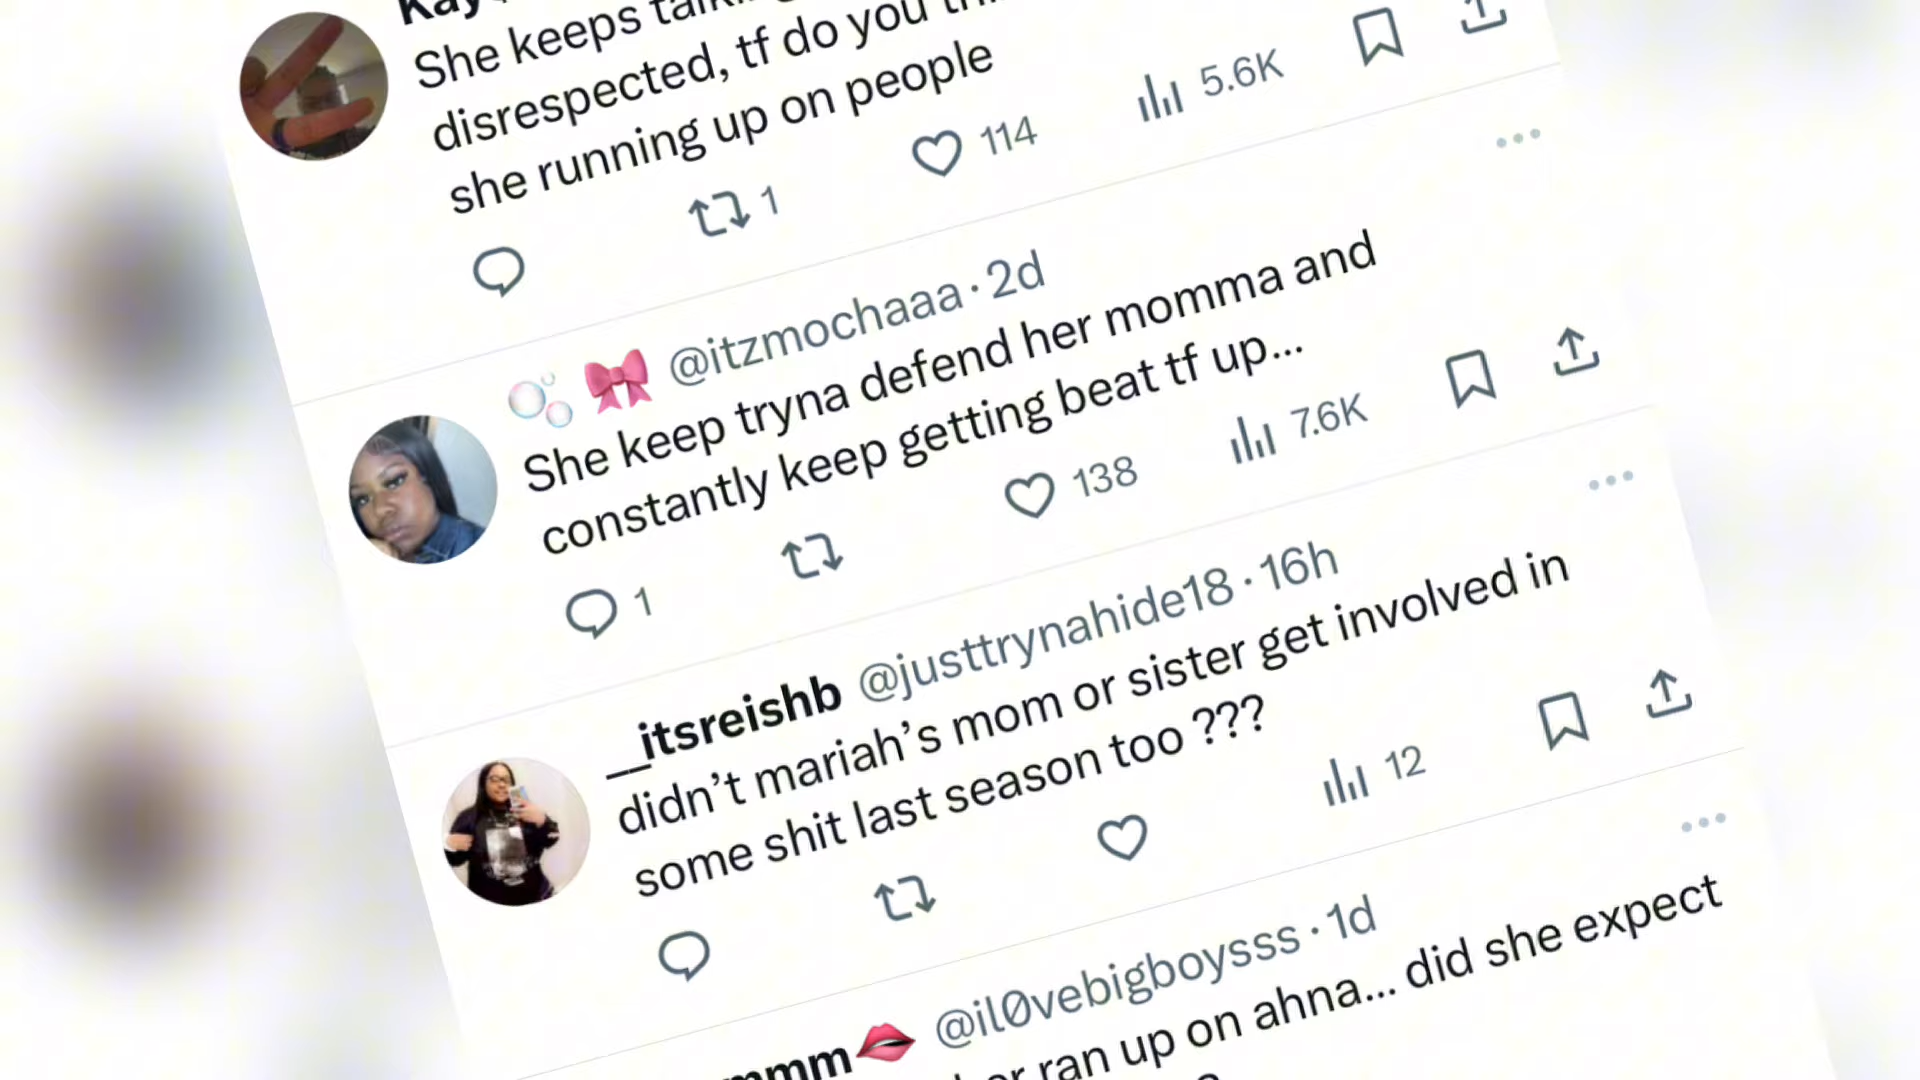 She keeps
disrespected, tf do you
she running up on people
1 114 5.6K
@itzmochaaa · 2d
She keep tryna defend her momma and
constantly keep getting beat tf up...
1 138 7.6K
__itsreishb @justtrynahide18 · 16h
didn’t mariah’s mom or sister get involved in
some shit last season too ???
12
@il0vebigboysss · 1d
ran up on ahna... did she expect